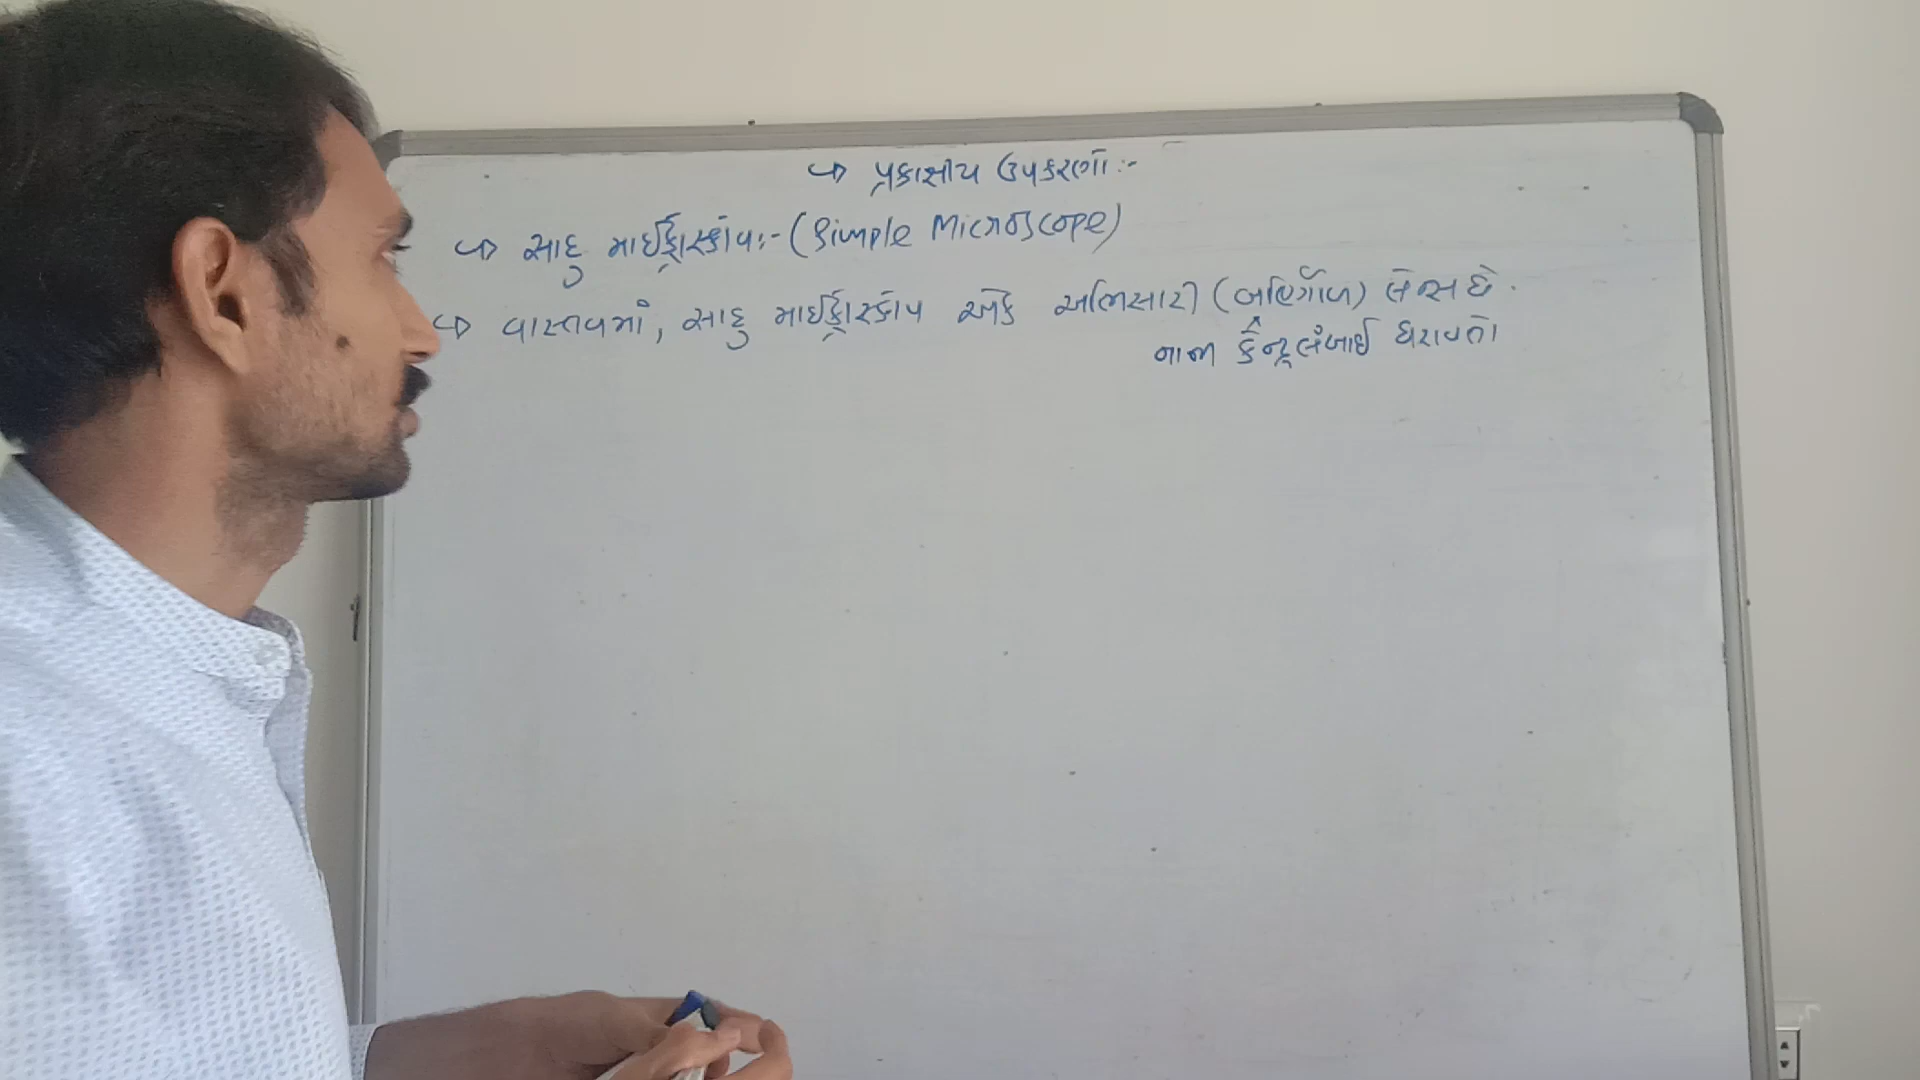 ↪ પ્રકાસીય ઉપકરણો :-
↪ સાદુ માઈક્રોસ્કોપ :- (Simple Microscope)
↪ વાસ્તવમાં, સાદુ માઈક્રોસ્કોપ એક અભિસારી (બહિર્ગોળ) લેન્સ છે.
નાના કેન્દ્રલંબાઈ ધરાવતો